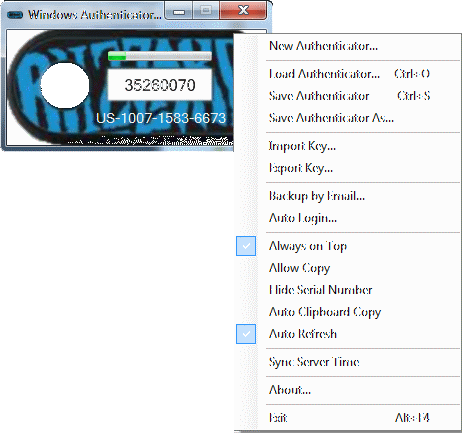 Windows Authenticator...
35260070
US-1007-1583-6673
New Authenticator...
Load Authenticator... Ctrl+O
Save Authenticator Ctrl+S
Save Authenticator As...
Import Key...
Export Key...
Backup by Email...
Auto Login...
Always on Top
Allow Copy
Hide Serial Number
Auto Clipboard Copy
Auto Refresh
Sync Server Time
About...
Exit Alt+F4